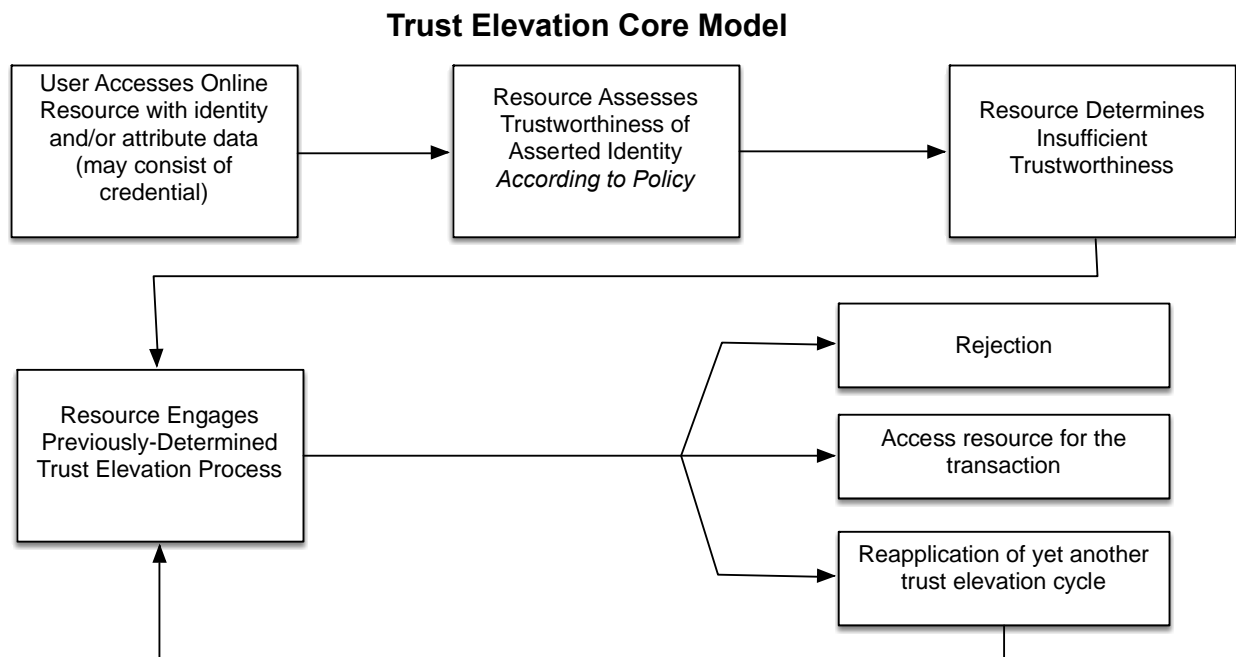 Trust Elevation Core Model
User Accesses Online
Resource with identity
and/or attribute data
(may consist of
credential)
Resource Assesses
Trustworthiness of
Asserted Identity
According to Policy
Resource Determines
Insufficient
Trustworthiness
Resource Engages
Previously-Determined
Trust Elevation Process
Rejection
Access resource for the
transaction
Reapplication of yet another
trust elevation cycle